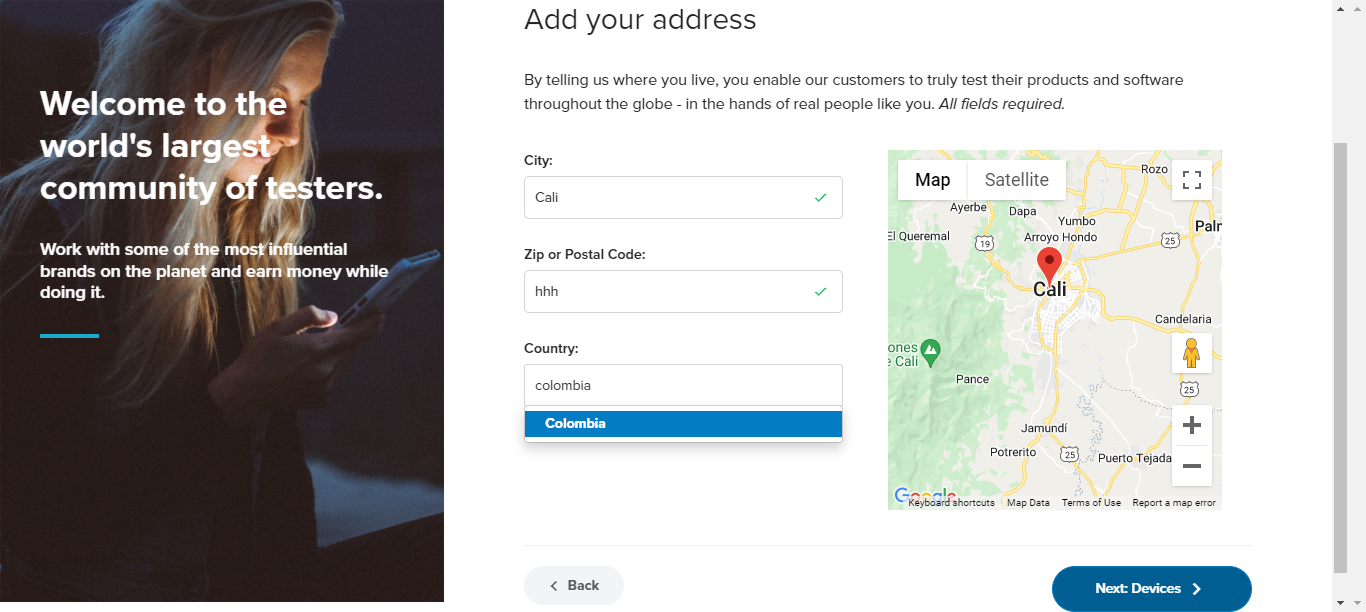 Welcome to the
world's largest
community of testers.
Work with some of the most influential
brands on the planet and earn money while
doing it.
Add your address
By telling us where you live, you enable our customers to truly test their products and software
throughout the globe - in the hands of real people like you. All fields required.
City:
Cali
Zip or Postal Code:
hhh
Country:
colombia
Colombia
Map
Satellite
Rozo
Ayerbe
Dapa
Yumbo
Palm
El Queremal
19
Arroyo Hondo
25
Cali
Candelaria
ones
e Cali
Pance
25
Jamundí
Potrerito
25
Puerto Tejada
Google
Keyboard shortcuts
Map Data
Terms of Use
Report a map error
Back
Next: Devices